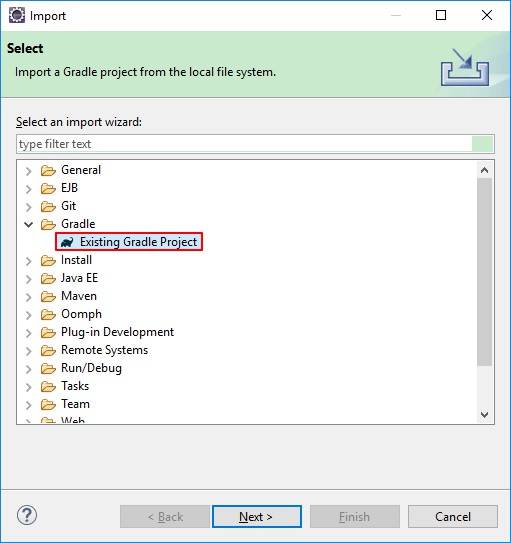 Import
Select
Import a Gradle project from the local file system.
Select an import wizard:
type filter text
General
EJB
Git
Gradle
Existing Gradle Project
Install
Java EE
Maven
Oomph
Plug-in Development
Remote Systems
Run/Debug
Tasks
Team
Web
? < Back Next > Finish Cancel